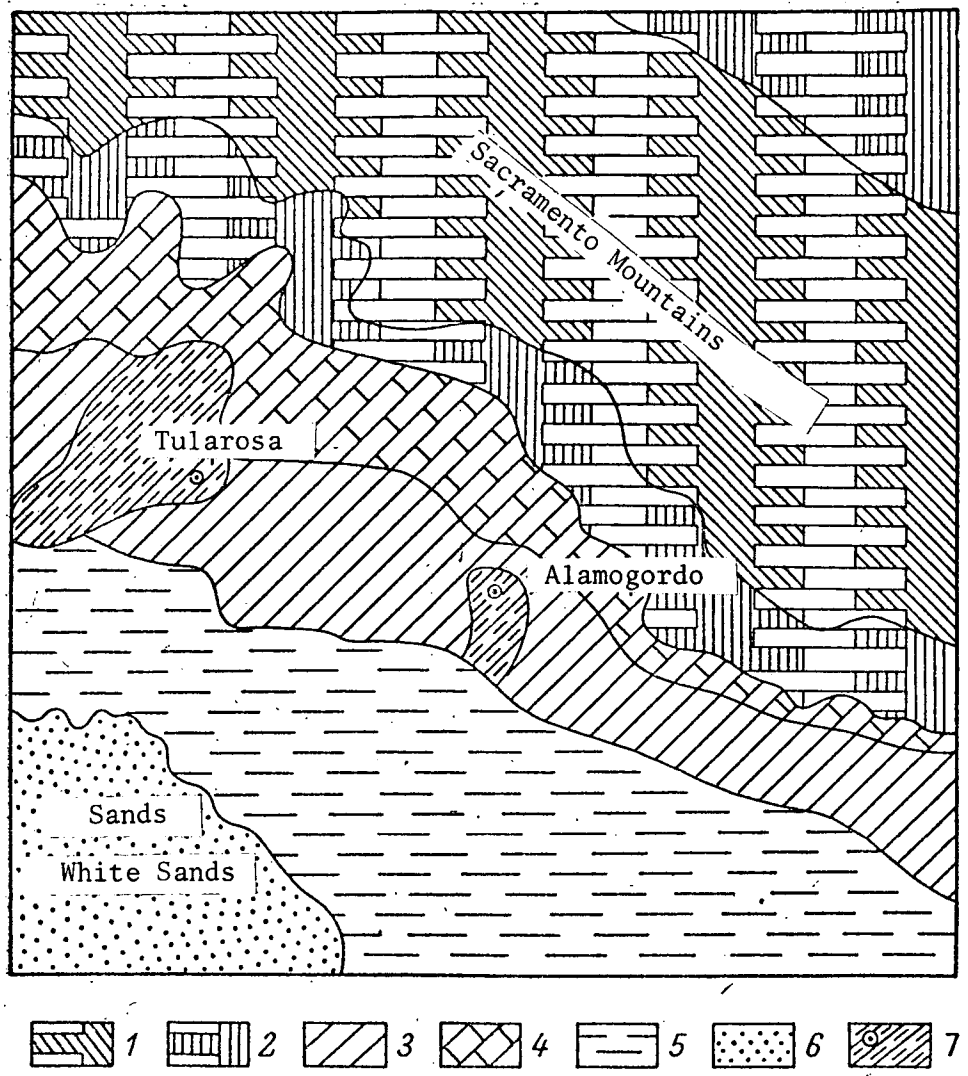 Sacramento Mountains
Tularosa
Alamogordo
Sands
White Sands
1 2 3 4 5 6 7